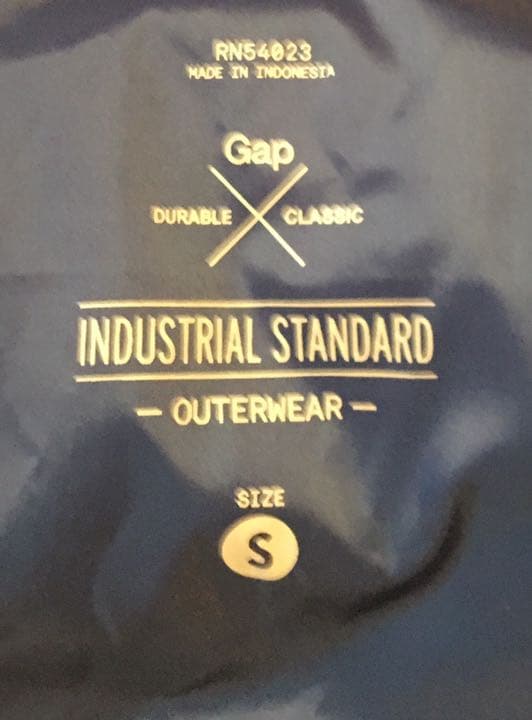 RN54023
MADE IN INDONESIA
Gap
DURABLE CLASSIC
INDUSTRIAL STANDARD
— OUTERWEAR —
SIZE
S